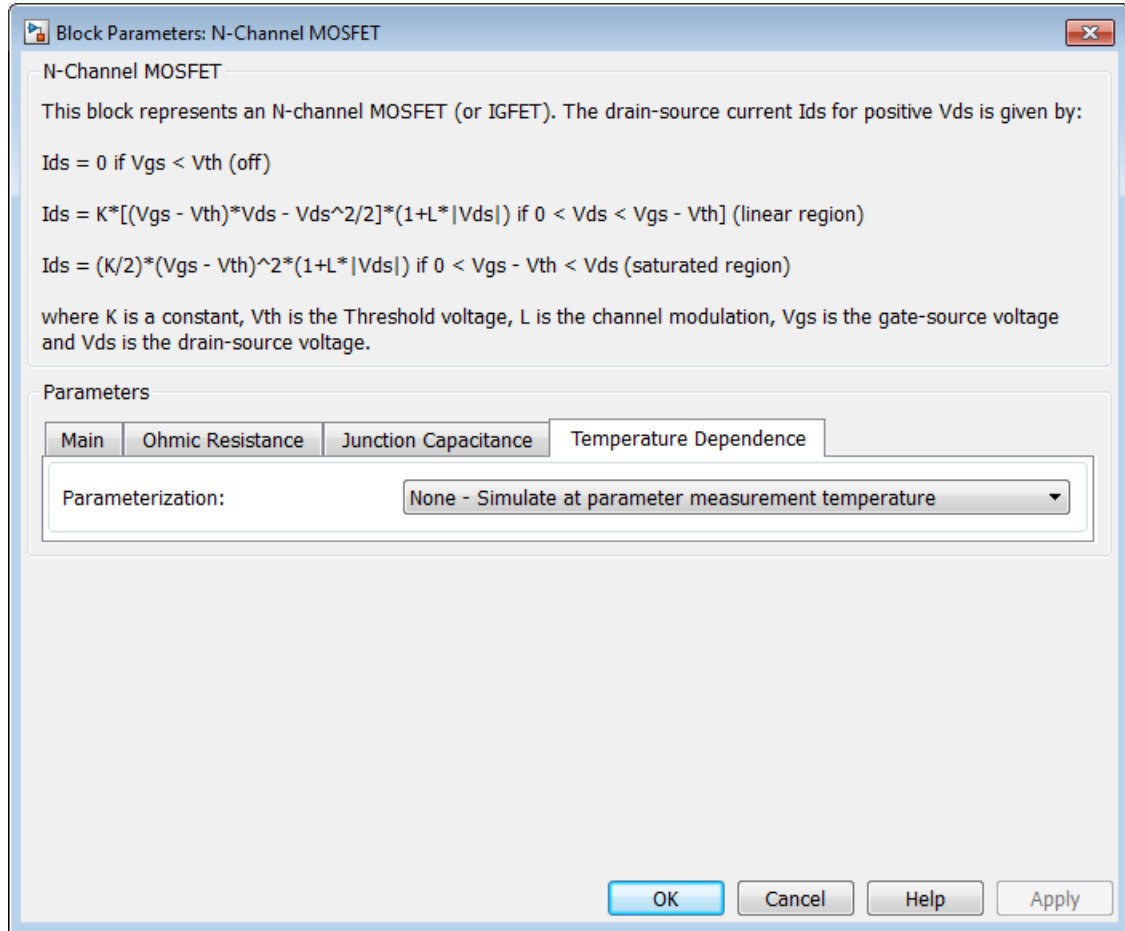 Block Parameters: N-Channel MOSFET
N-Channel MOSFET
This block represents an N-channel MOSFET (or IGFET). The drain-source current Ids for positive Vds is given by:
Ids = 0 if Vgs < Vth (off)
Ids = K*[(Vgs - Vth)*Vds - Vds^2/2]*(1+L*|Vds|) if 0 < Vds < Vgs - Vth] (linear region)
Ids = (K/2)*(Vgs - Vth)^2*(1+L*|Vds|) if 0 < Vgs - Vth < Vds (saturated region)
where K is a constant, Vth is the Threshold voltage, L is the channel modulation, Vgs is the gate-source voltage
and Vds is the drain-source voltage.
Parameters
Main Ohmic Resistance Junction Capacitance Temperature Dependence
Parameterization: None - Simulate at parameter measurement temperature
OK Cancel Help Apply